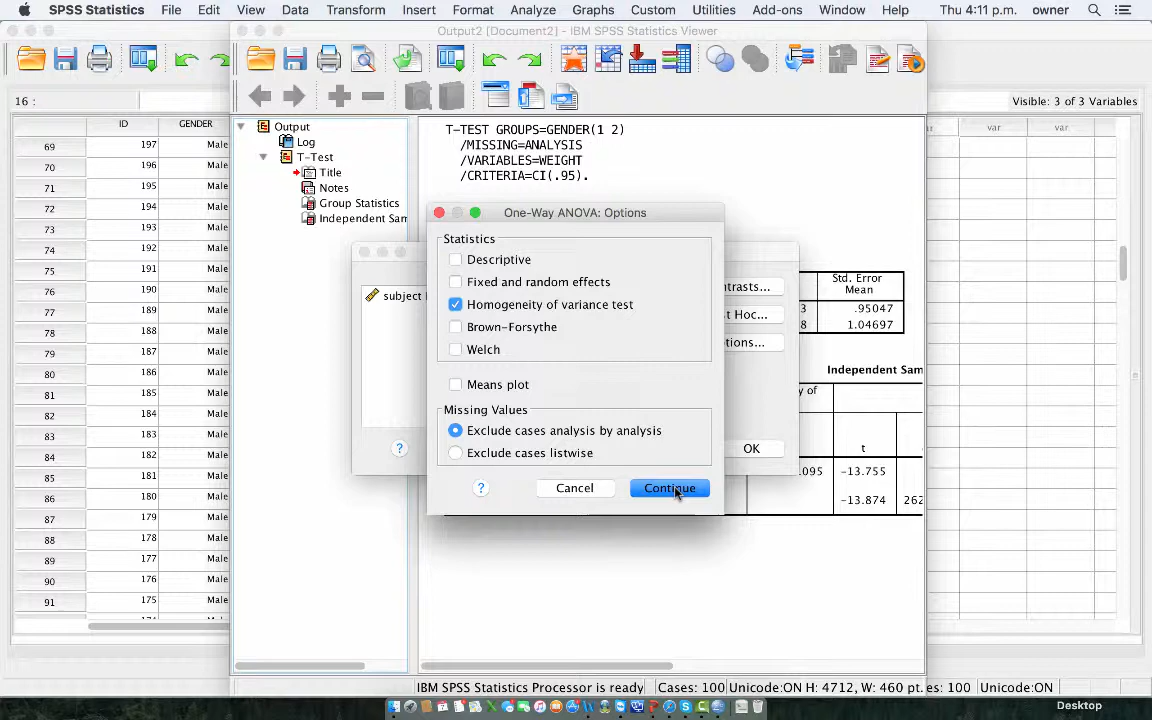 SPSS Statistics File Edit View Data Transform Insert Format Analyze Graphs Custom Utilities Add-ons Window Help Thu 4:11 p.m. owner
Output2 [Document2] - IBM SPSS Statistics Viewer
16 :
Visible: 3 of 3 Variables
ID GENDER
var var
69 197 Male
70 196 Male
71 195 Male
72 194 Male
73 193 Male
74 192 Male
75 191 Male
76 190 Male
77 189 Male
78 188 Male
79 187 Male
80 186 Male
81 185 Male
82 184 Male
83 183 Male
84 182 Male
85 181 Male
86 180 Male
87 179 Male
88 178 Male
89 177 Male
90 176 Male
91 175 Male
Output
Log
T-Test
Title
Notes
Group Statistics
Independent Sam
T-TEST GROUPS=GENDER(1 2)
/MISSING=ANALYSIS
/VARIABLES=WEIGHT
/CRITERIA=CI(.95).
One-Way ANOVA: Options
Statistics
Descriptive
Fixed and random effects
Homogeneity of variance test
Brown-Forsythe
Welch
Means plot
Missing Values
Exclude cases analysis by analysis
Exclude cases listwise
? Cancel Continue
subject
?
ntrasts...
st Hoc...
ptions...
OK
Std. Error
Mean
3 .95047
8 1.04697
Independent Sam
y of
t
.095 -13.755
-13.874 262
IBM SPSS Statistics Processor is ready Cases: 100 Unicode:ON H: 4712, W: 460 pt. es: 100 Unicode:ON
Desktop